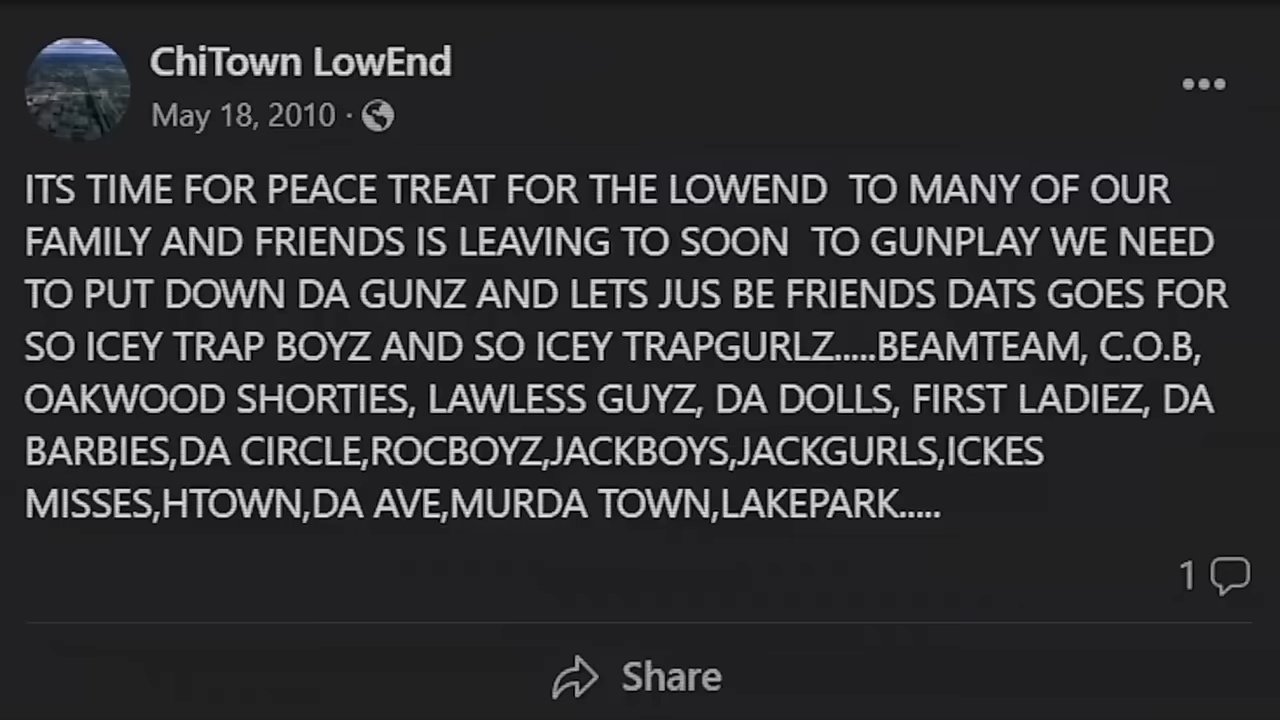 ChiTown LowEnd
May 18, 2010 ·
ITS TIME FOR PEACE TREAT FOR THE LOWEND  TO MANY OF OUR
FAMILY AND FRIENDS IS LEAVING TO SOON  TO GUNPLAY WE NEED
TO PUT DOWN DA GUNZ AND LETS JUS BE FRIENDS DATS GOES FOR
SO ICEY TRAP BOYZ AND SO ICEY TRAPGURLZ.....BEAMTEAM, C.O.B,
OAKWOOD SHORTIES, LAWLESS GUYZ, DA DOLLS, FIRST LADIEZ, DA
BARBIES,DA CIRCLE,ROCBOYZ,JACKBOYS,JACKGURLS,ICKES
MISSES,HTOWN,DA AVE,MURDA TOWN,LAKEPARK.....
1
Share